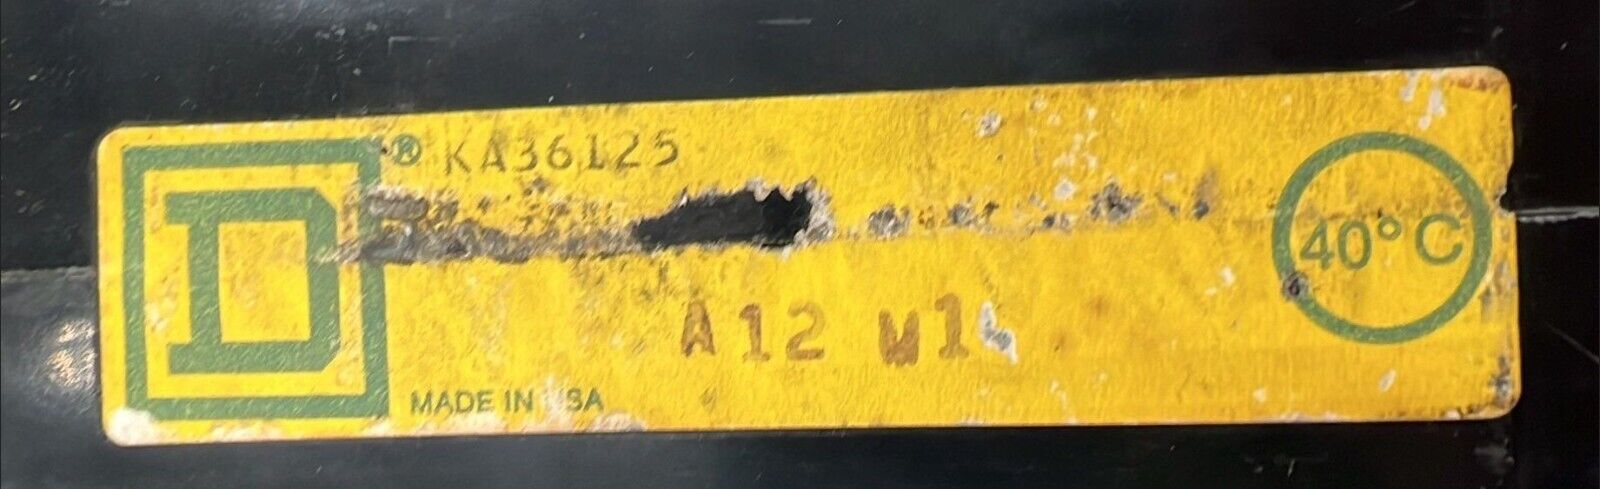 D® KA36125
40°C
A12 W1
MADE IN USA